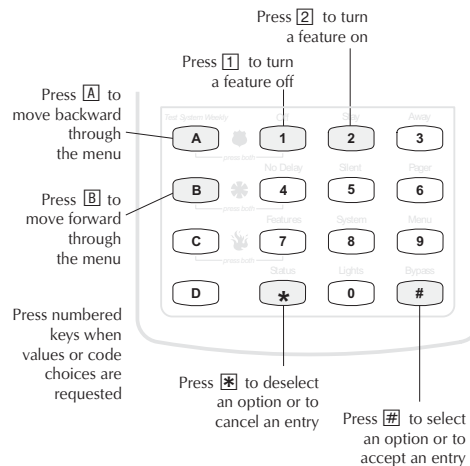 Press 2 to turn
a feature on
Press 1 to turn
a feature off
Press A to
move backward
through
the menu
Press B to
move forward
through
the menu
Press numbered
keys when
values or code
choices are
requested
Test System Weekly Off Stay Away
A 1 2 3
press both
No Delay Silent Pager
B 4 5 6
press both
Features System Menu
C 7 8 9
press both
Status Lights Bypass
D * 0 #
Press * to deselect
an option or to
cancel an entry
Press # to select
an option or to
accept an entry